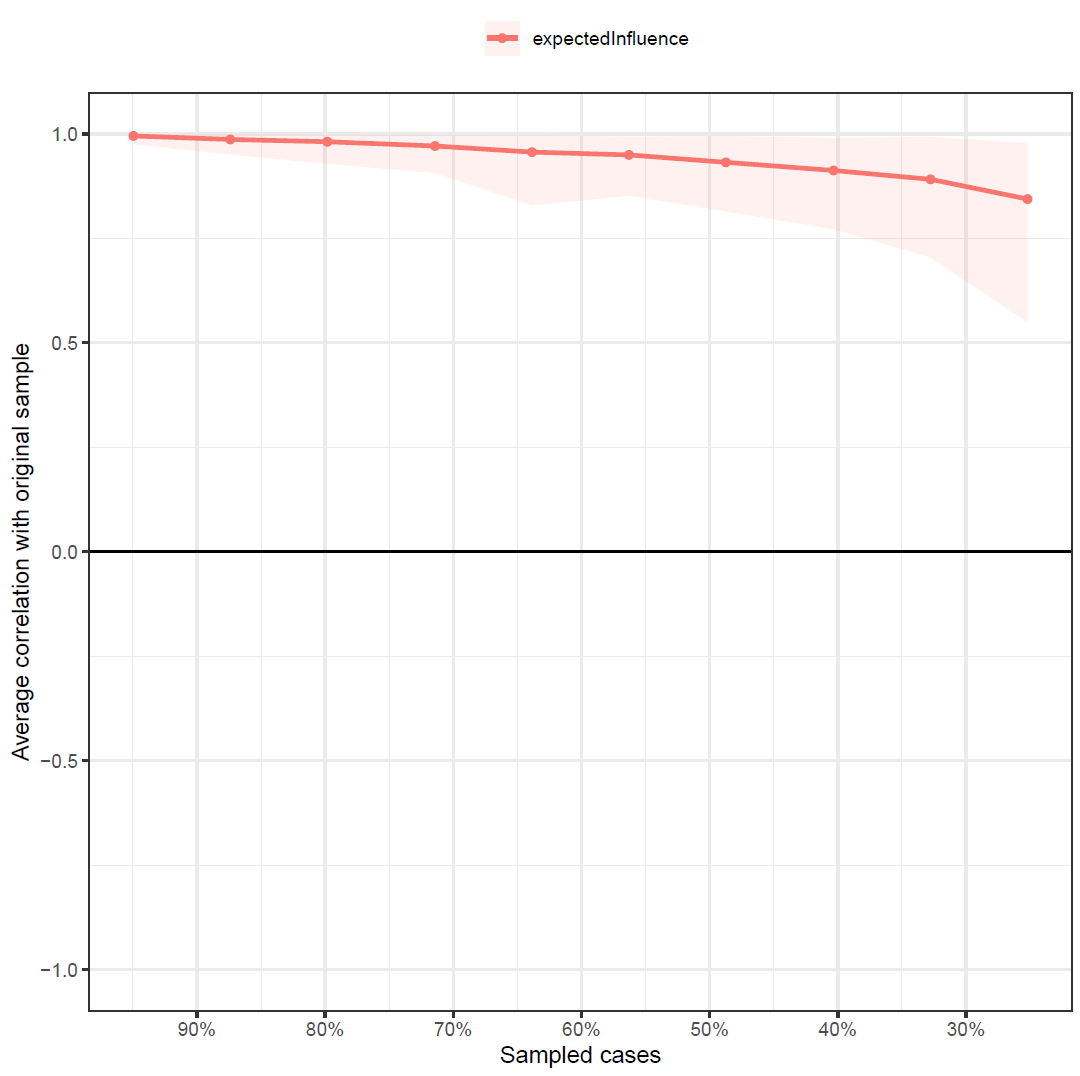 expectedInfluence
1.0
0.5
0.0
−0.5
−1.0
Average correlation with original sample
90% 80% 70% 60% 50% 40% 30%
Sampled cases